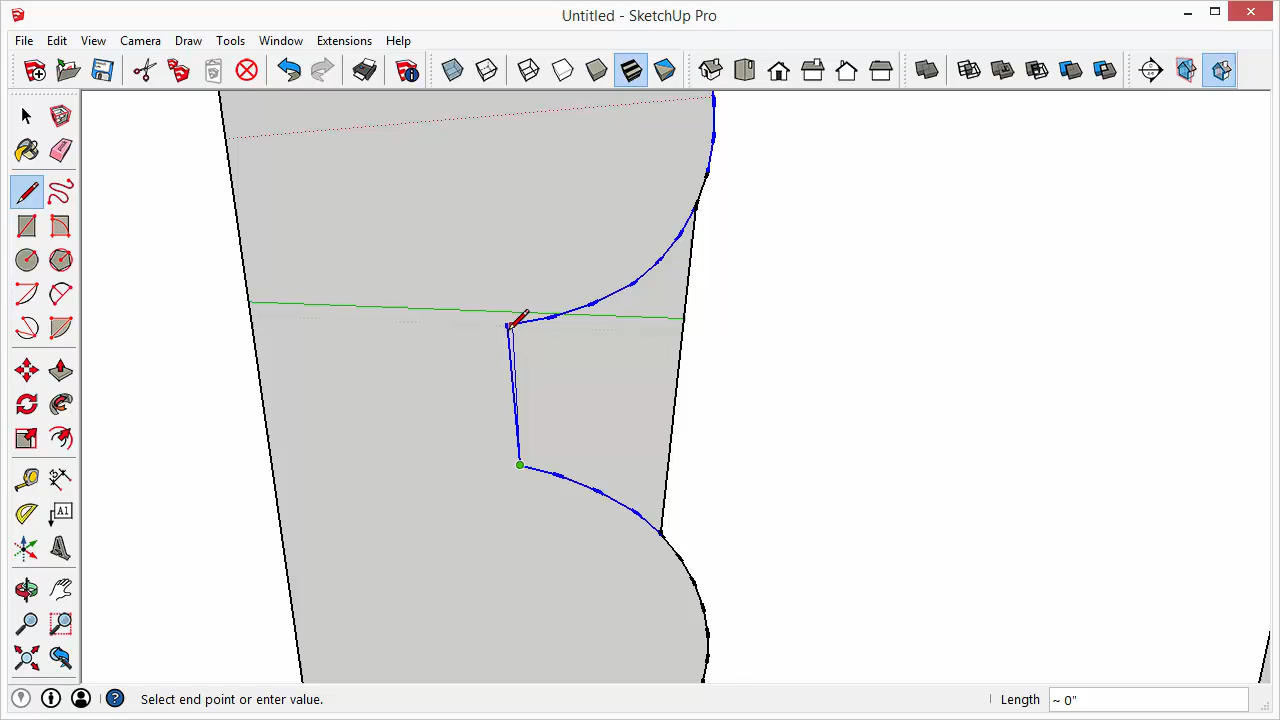 Untitled - SketchUp Pro
File Edit View Camera Draw Tools Window Extensions Help
A1
Select end point or enter value.
Length ~ 0"